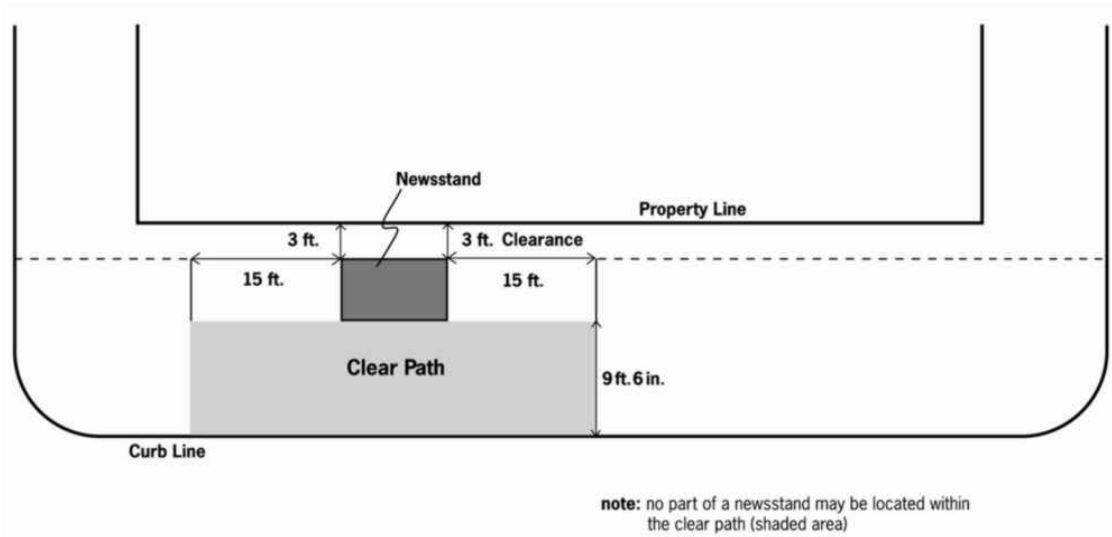 Newsstand
Property Line
3 ft.
3 ft. Clearance
15 ft.
15 ft.
Clear Path
9 ft. 6 in.
Curb Line
note: no part of a newsstand may be located within
the clear path (shaded area)